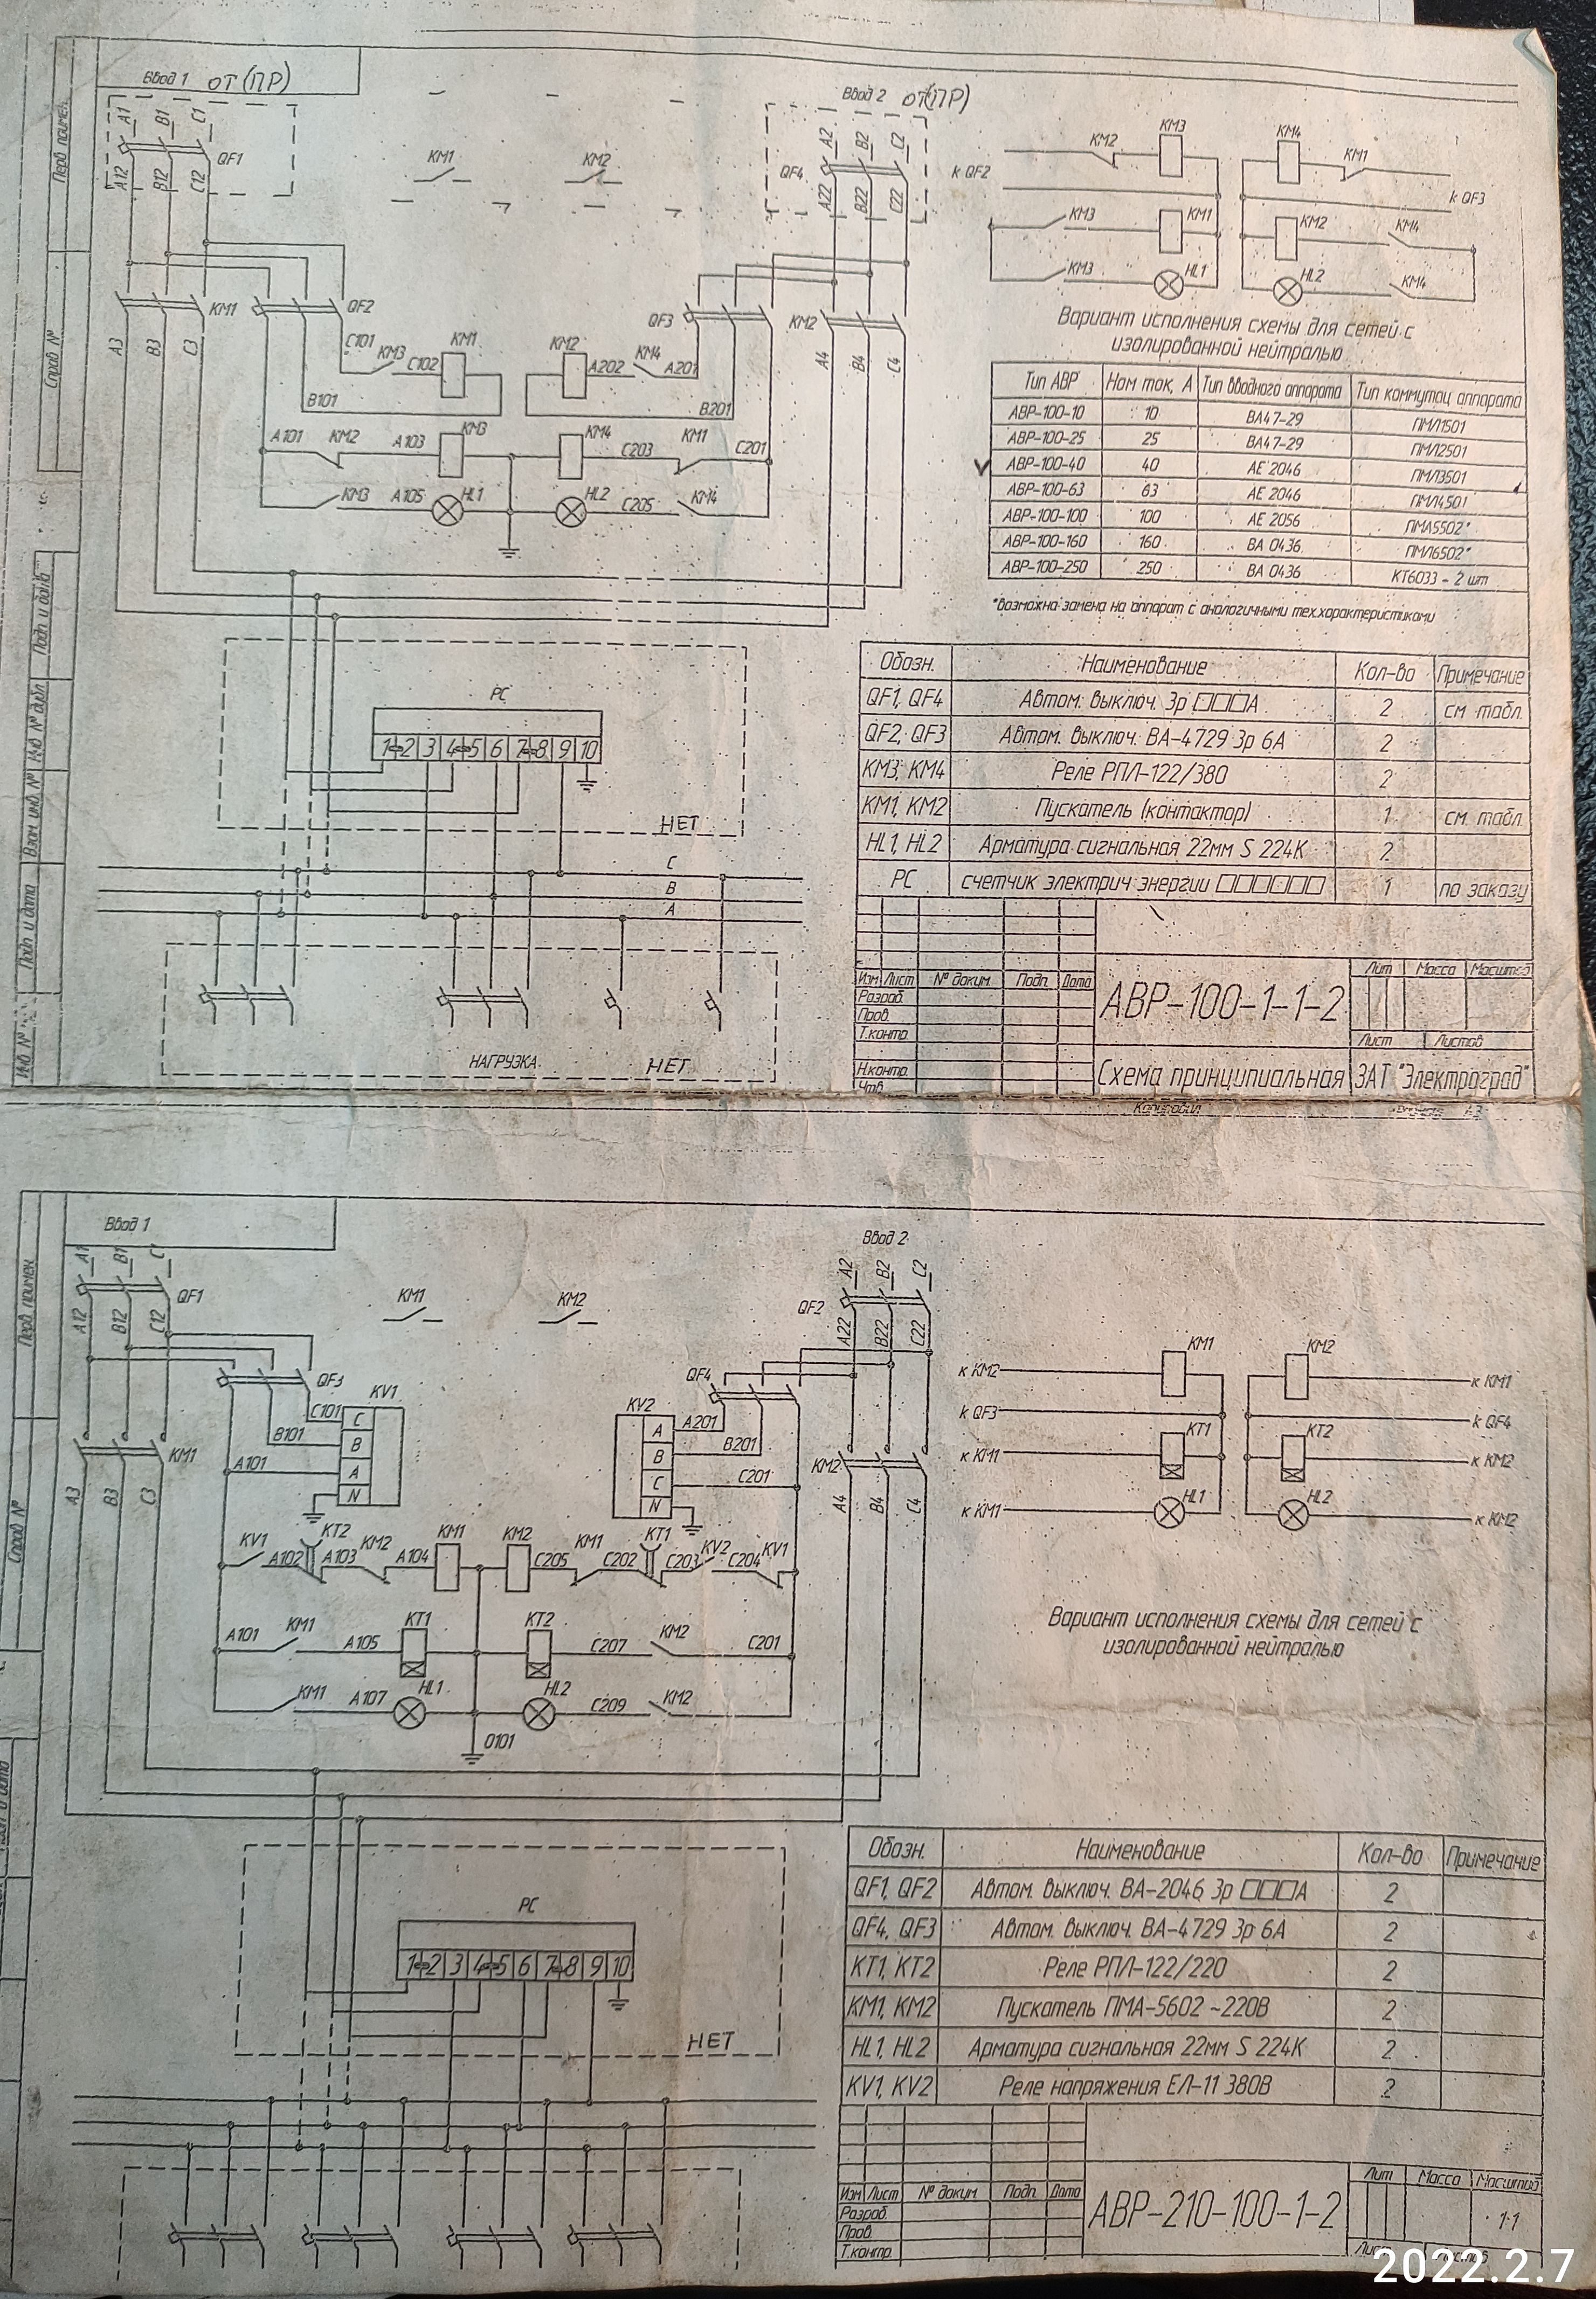 Перв. примен.
Справ. №
Подп. и дата
Инв. № дубл.
Взам. инв. №
Подп. и дата
Инв. №
Ввод 1 от (ПР)
A1 B1 C1
QF1
A12 B12 C12
KM1 KM2
Ввод 2 от (ПР)
A2 B2 C2
QF4
A22 B22 C22
KM1 QF2
A3 B3 C3
C101 KM3 C102 KM1
B101
KM2 A202 KM4 A201
B201
QF3 KM2
A4 B4 C4
A101 KM2 A103 KM3
KM4 C203 KM1 C201
KM3 A105 HL1
HL2 C205 KM4
PC
1 2 3 4 5 6 7 8 9 10
НЕТ
C
B
A
НАГРУЗКА НЕТ
KM2 KM3 KM4 KM1
к QF2
к QF3
KM3 KM1 KM2 KM4
KM3 HL1 HL2 KM4
Вариант исполнения схемы для сетей с
изолированной нейтралью
Тип АВР Ном ток, А Тип вводного аппарата Тип коммутац аппарата
АВР-100-10 10 ВА47-29 ПМЛ1501
АВР-100-25 25 ВА47-29 ПМЛ2501
АВР-100-40 40 АЕ 2046 ПМЛ3501
АВР-100-63 63 АЕ 2046 ПМЛ4501
АВР-100-100 100 АЕ 2056 ПМЛ5502*
АВР-100-160 160 ВА 0436 ПМЛ6502*
АВР-100-250 250 ВА 0436 КТ6033 - 2 шт
*возможна замена на аппарат с аналогичными тех.характеристиками
Обозн. Наименование Кол-во Примечание
QF1, QF4 Автом. выключ. 3р □□□А 2 см. табл.
QF2, QF3 Автом. выключ. ВА-4729 3р 6А 2
KM3, KM4 Реле РПЛ-122/380 2
KM1, KM2 Пускатель (контактор) 1 см. табл.
HL1, HL2 Арматура сигнальная 22мм S 224К 2
PC счетчик электрич энергии □□□□□□ 1 по заказу
Изм Лист № докум. Подп. Дата
Разраб.
Пров.
Т.контр.
Н.контр.
Утв.
АВР-100-1-1-2
Лит Масса Масштаб
Лист Листов
Схема принципиальная
ЗАТ "Электроград"
Копировал
А3
Перв. примен.
Справ №
Ввод 1
A1 B1 C1
QF1
A12 B12 C12
KM1 KM2
Ввод 2
A2 B2 C2
QF2
A22 B22 C22
QF3 KV1
C101 C
B101 B
A101 A
N
QF4
KV2
A A201
B B201
C C201
N
KM1 KM2
A3 B3 C3
A4 B4 C4
KV1 A102 KT2 A103 KM2 A104 KM1
KM2 C205 KM1 C202 KT1 C203 KV2 C204 KV1
A101 KM1 A105 KT1
KT2 C207 KM2 C201
KM1 A107 HL1
HL2 C209 KM2
0101
к KM2 KM1 KM2 к KM1
к QF3 к QF4
к KM1 KT1 KT2 к KM2
к KM1 HL1 HL2 к KM2
Вариант исполнения схемы для сетей с
изолированной нейтралью
PC
1 2 3 4 5 6 7 8 9 10
НЕТ
Обозн. Наименование Кол-во Примечание
QF1, QF2 Автом. выключ. ВА-2046 3р □□□А 2
QF4, QF3 Автом. выключ. ВА-4729 3р 6А 2
KT1, KT2 Реле РПЛ-122/220 2
KM1, KM2 Пускатель ПМА-5602 ~220В 2
HL1, HL2 Арматура сигнальная 22мм S 224К 2
KV1, KV2 Реле напряжения ЕЛ-11 380В 2
Изм Лист № докум. Подп. Дата
Разраб.
Пров.
Т.контр.
АВР-210-100-1-2
Лит Масса Масштаб
1:1
2022.2.7